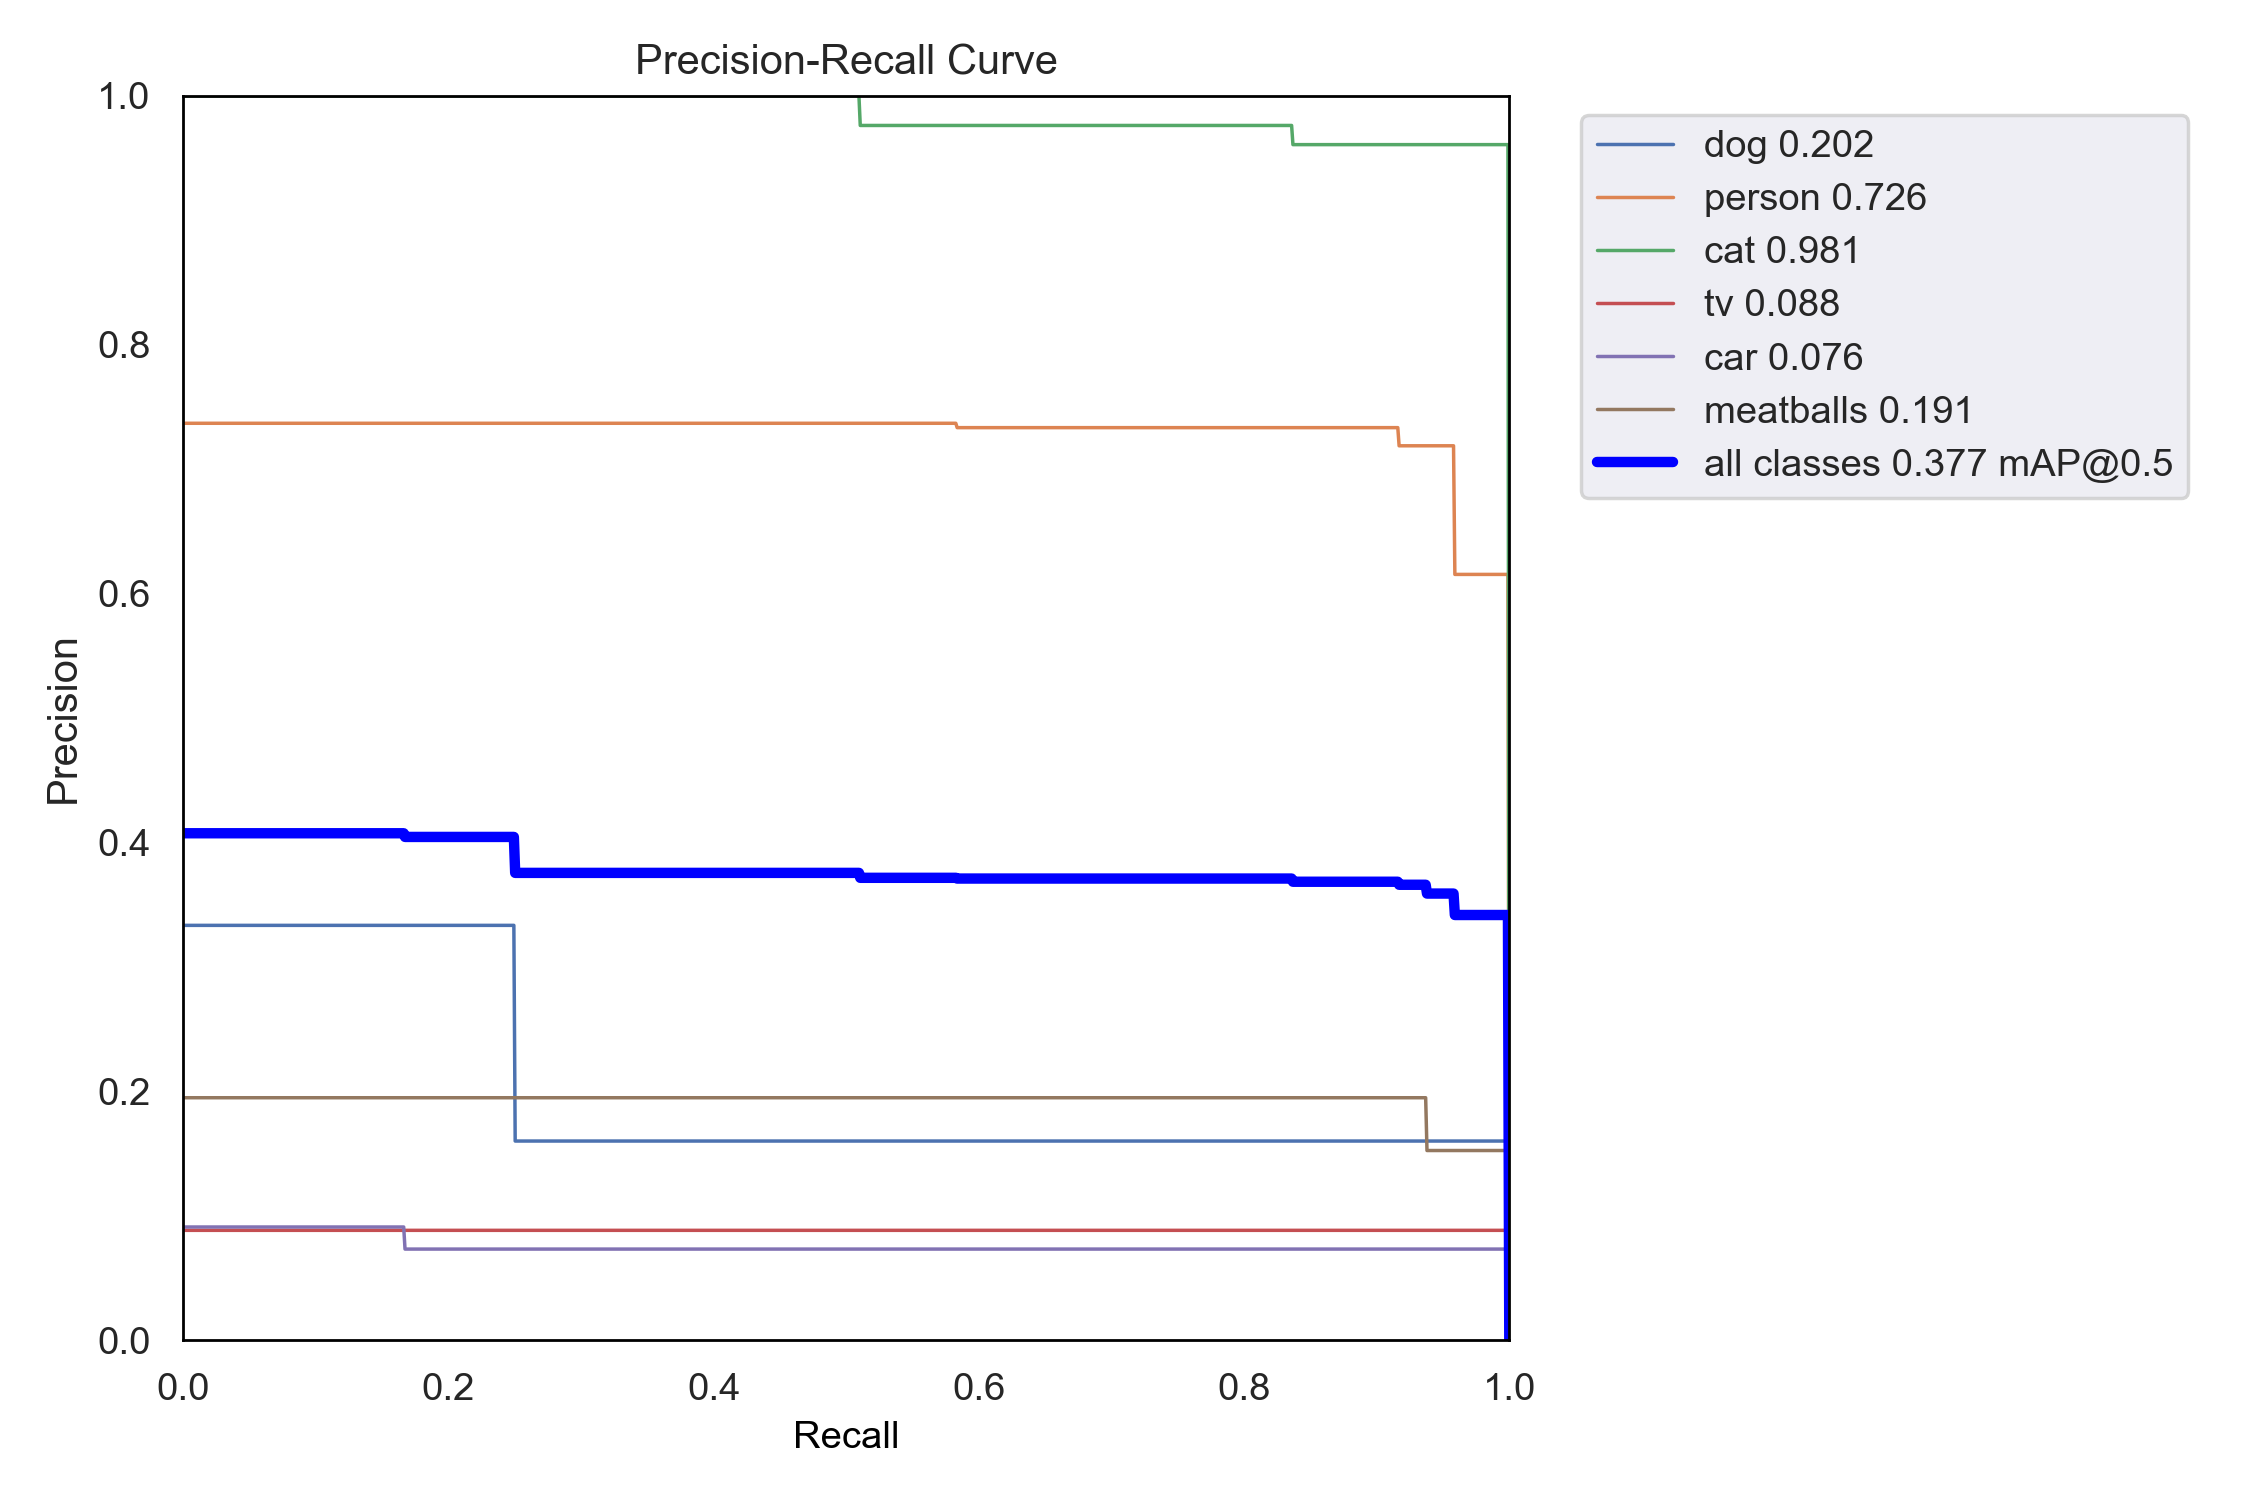 Precision-Recall Curve
1.0
0.8
0.6
0.4
0.2
0.0
Precision
0.0 0.2 0.4 0.6 0.8 1.0
Recall
dog 0.202
person 0.726
cat 0.981
tv 0.088
car 0.076
meatballs 0.191
all classes 0.377 mAP@0.5